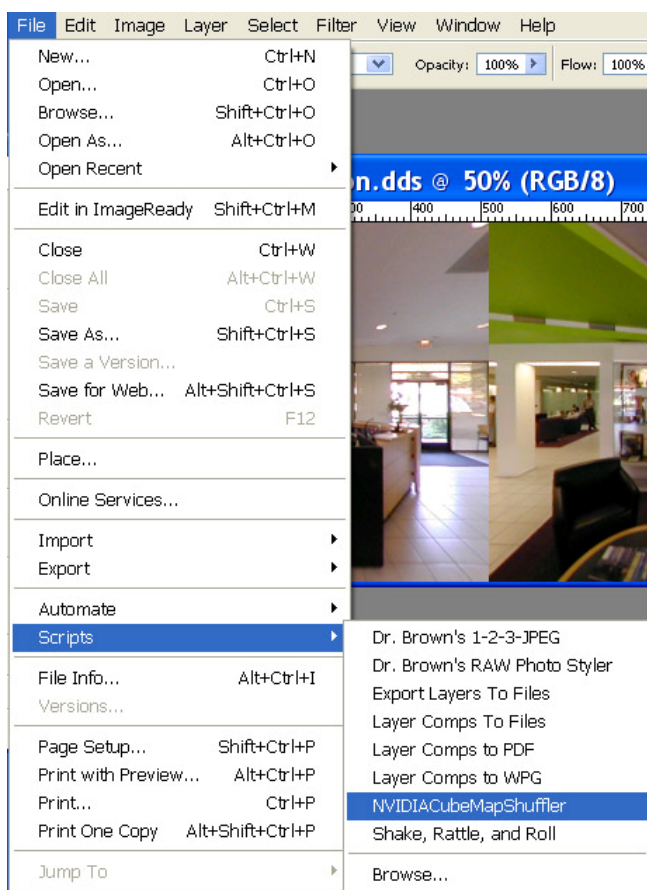 File Edit Image Layer Select Filter View Window Help
Opacity: 100% Flow: 100%
New... Ctrl+N
Open... Ctrl+O
Browse... Shift+Ctrl+O
Open As... Alt+Ctrl+O
Open Recent
n.dds @ 50% (RGB/8)
400 500 600 700
Edit in ImageReady Shift+Ctrl+M
Close Ctrl+W
Close All Alt+Ctrl+W
Save Ctrl+S
Save As... Shift+Ctrl+S
Save a Version...
Save for Web... Alt+Shift+Ctrl+S
Revert F12
Place...
Online Services...
Import
Export
Automate
Scripts
File Info... Alt+Ctrl+I
Versions...
Page Setup... Shift+Ctrl+P
Print with Preview... Alt+Ctrl+P
Print... Ctrl+P
Print One Copy Alt+Shift+Ctrl+P
Jump To
Dr. Brown's 1-2-3-JPEG
Dr. Brown's RAW Photo Styler
Export Layers To Files
Layer Comps To Files
Layer Comps to PDF
Layer Comps to WPG
NVIDIACubeMapShuffler
Shake, Rattle, and Roll
Browse...